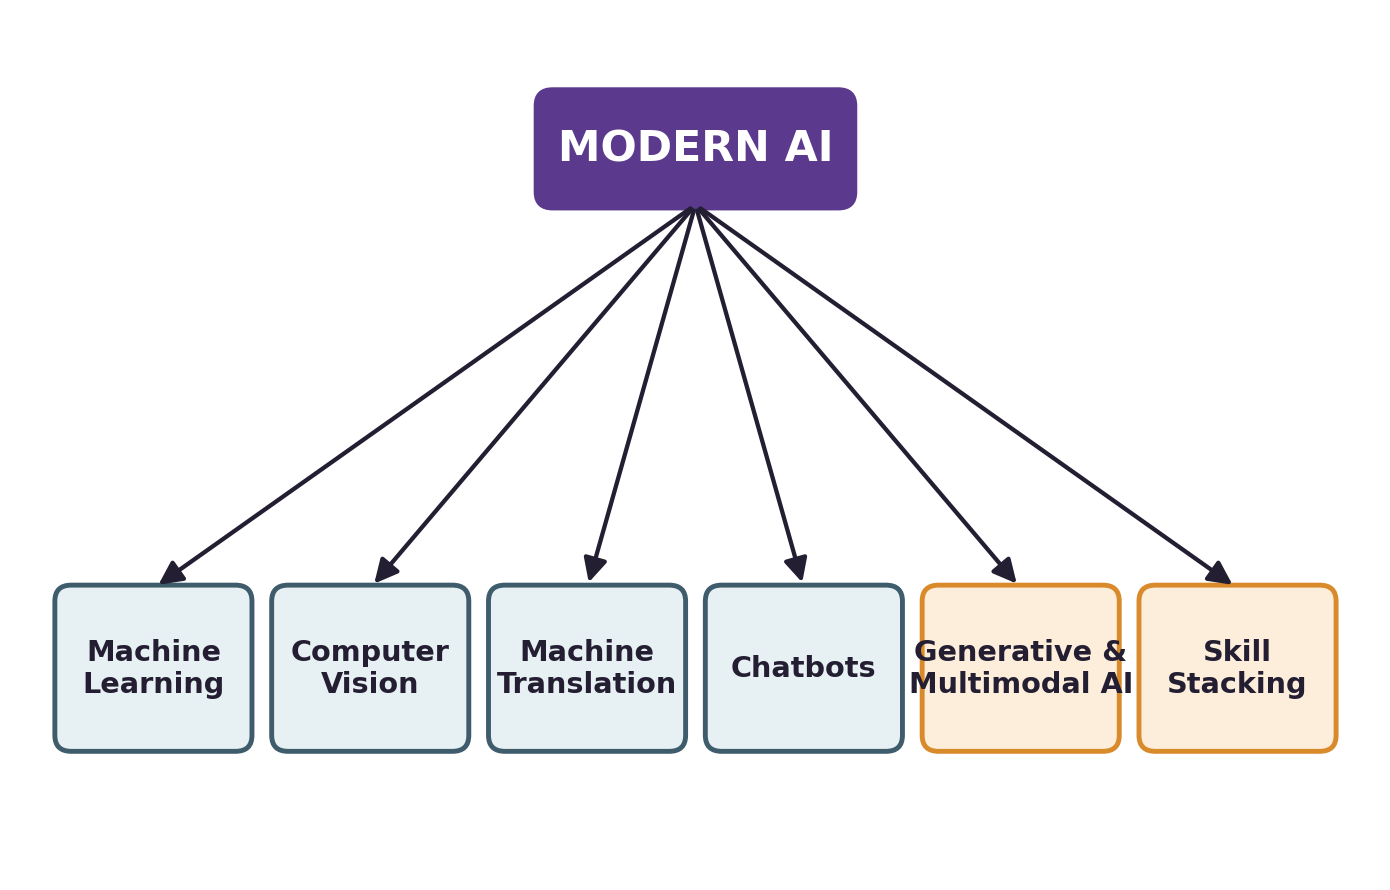 MODERN AI
Machine
Learning
Computer
Vision
Machine
Translation
Chatbots
Generative &
Multimodal AI
Skill
Stacking